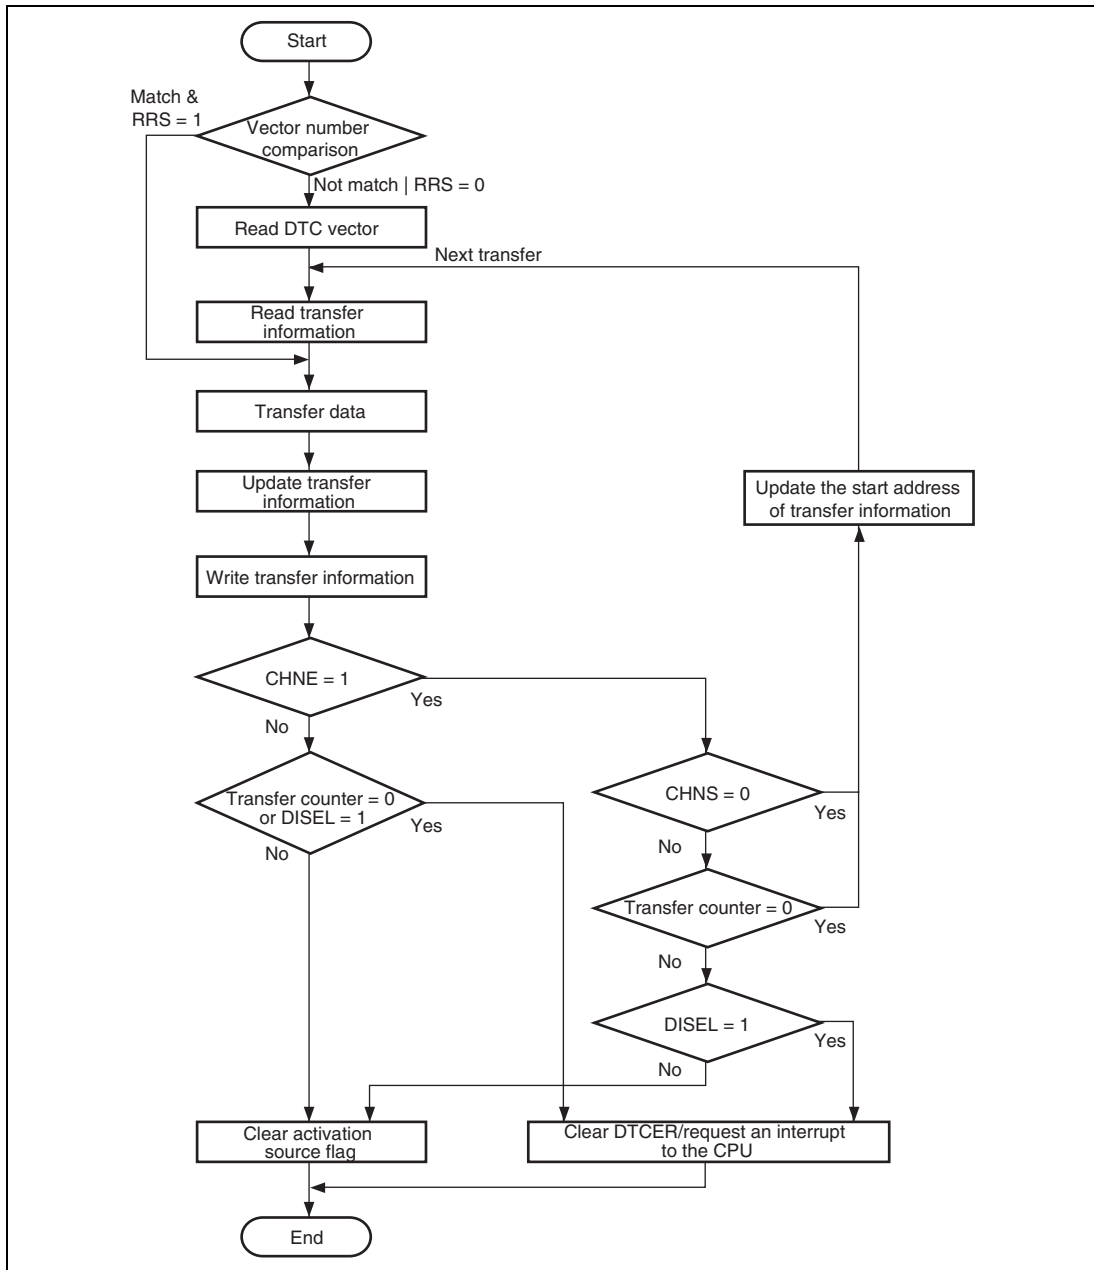 Start
Match &
RRS = 1
Vector number
comparison
Not match | RRS = 0
Read DTC vector
Next transfer
Read transfer
information
Transfer data
Update transfer
information
Update the start address
of transfer information
Write transfer information
CHNE = 1
Yes
No
Transfer counter = 0
or DISEL = 1
Yes
No
CHNS = 0
Yes
No
Transfer counter = 0
Yes
No
DISEL = 1
Yes
No
Clear activation
source flag
Clear DTCER/request an interrupt
to the CPU
End